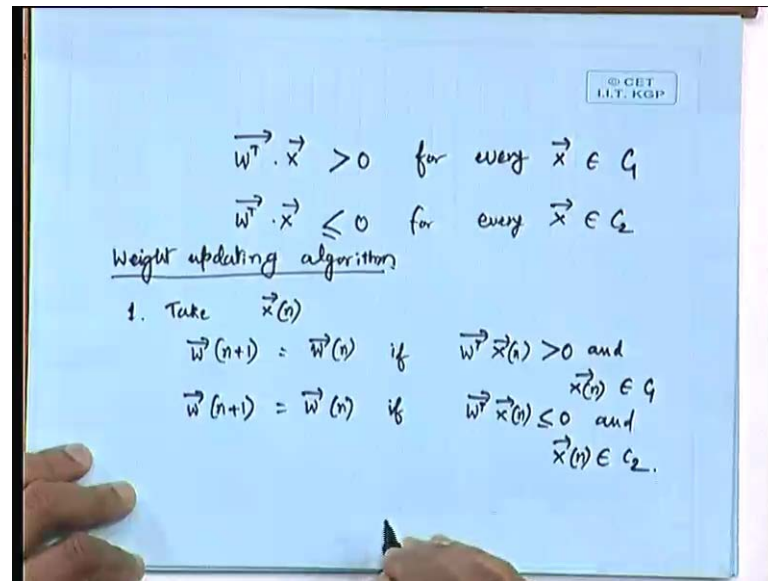 © CET
I.I.T. KGP
w^T . x⃗ > 0 for every x⃗ ∈ C₁
w^T . x⃗ ≤ 0 for every x⃗ ∈ C₂
Weight updating algorithm
1. Take x⃗(n)
w⃗(n+1) = w⃗(n) if w^T x⃗(n) > 0 and
x⃗(n) ∈ C₁
w⃗(n+1) = w⃗(n) if w^T x⃗(n) ≤ 0 and
x⃗(n) ∈ C₂.